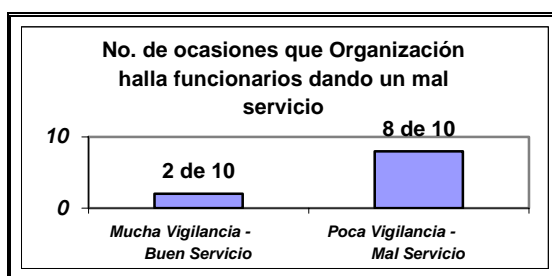 No. de ocasiones que Organización
halla funcionarios dando un mal
servicio
10
8 de 10
2 de 10
0
Mucha Vigilancia -
Buen Servicio
Poca Vigilancia -
Mal Servicio